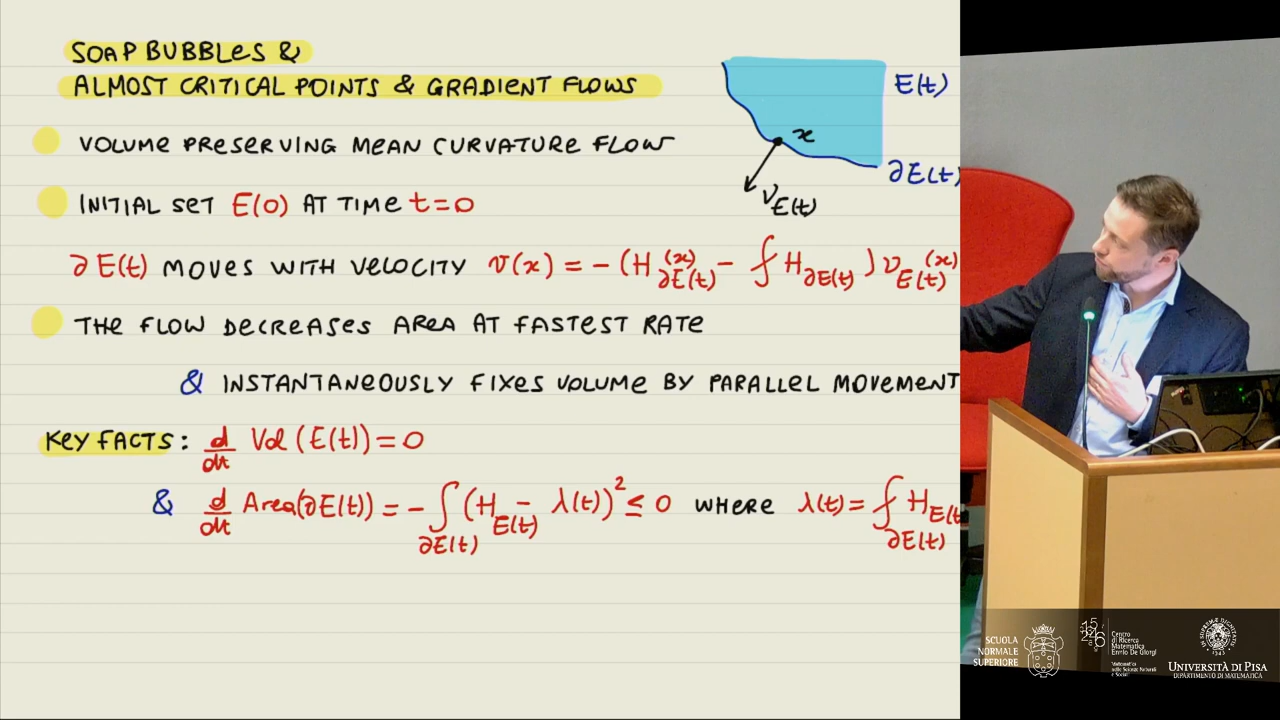 SOAP BUBBLES &
ALMOST CRITICAL POINTS & GRADIENT FLOWS
VOLUME PRESERVING MEAN CURVATURE FLOW
INITIAL SET E(0) AT TIME t=0
E(t)
x
∂E(t)
ν_E(t)
∂E(t) MOVES WITH VELOCITY v(x) = -(H_∂E(t)(x) - ⨍ H_∂E(t)) ν_E(t)(x)
THE FLOW DECREASES AREA AT FASTEST RATE
& INSTANTANEOUSLY FIXES VOLUME BY PARALLEL MOVEMENT
KEY FACTS: d/dt Vol(E(t)) = 0
& d/dt Area(∂E(t)) = - ∫_∂E(t) (H_E(t) - λ(t))² ≤ 0 WHERE λ(t) = ⨍_∂E(t) H_E(t
SCUOLA
NORMALE
SUPERIORE
Centro
di Ricerca
Matematica
Ennio De Giorgi
UNIVERSITÀ DI PISA
DIPARTIMENTO DI MATEMATICA